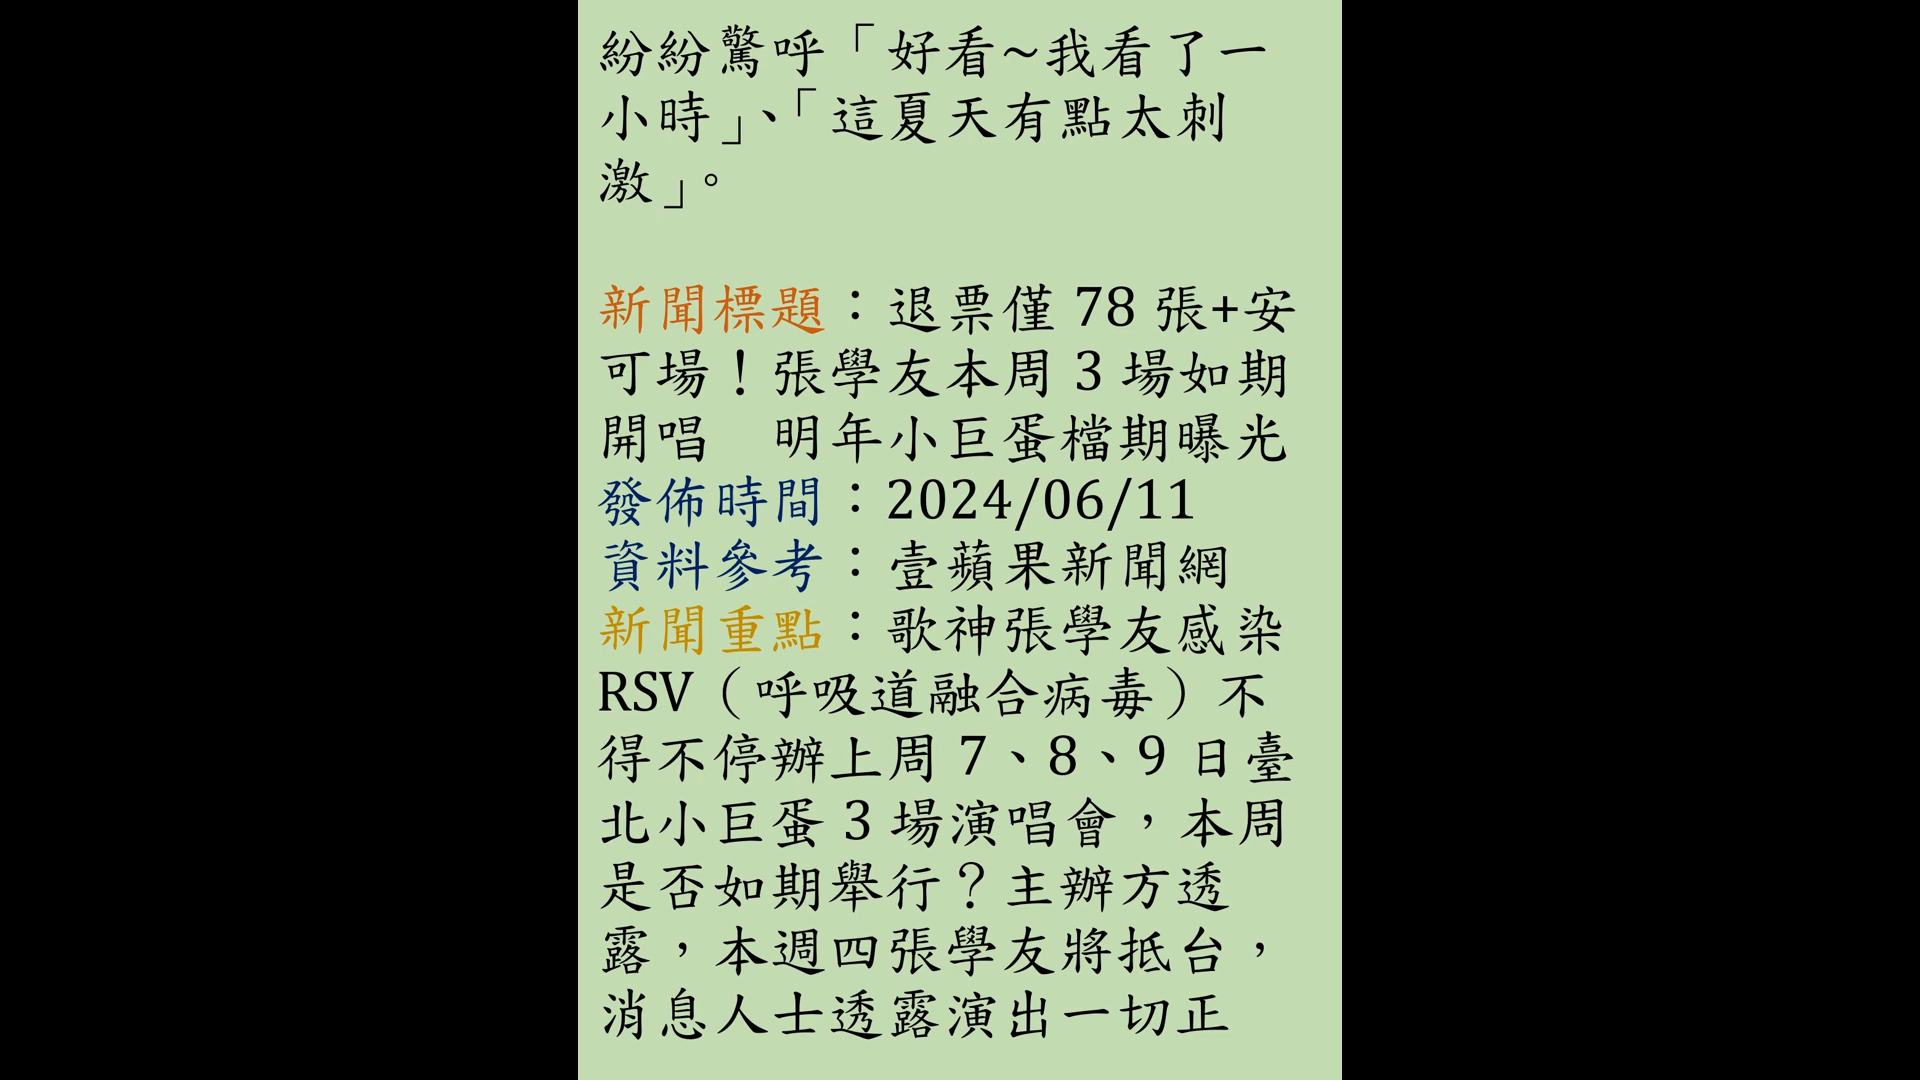 紛紛驚呼「好看~我看了一
小時」、「這夏天有點太刺
激」。
新聞標題：退票僅 78 張+安
可場！張學友本周 3 場如期
開唱　明年小巨蛋檔期曝光
發佈時間：2024/06/11
資料參考：壹蘋果新聞網
新聞重點：歌神張學友感染
RSV（呼吸道融合病毒）不
得不停辦上周 7、8、9 日臺
北小巨蛋 3 場演唱會，本周
是否如期舉行？主辦方透
露，本週四張學友將抵台，
消息人士透露演出一切正